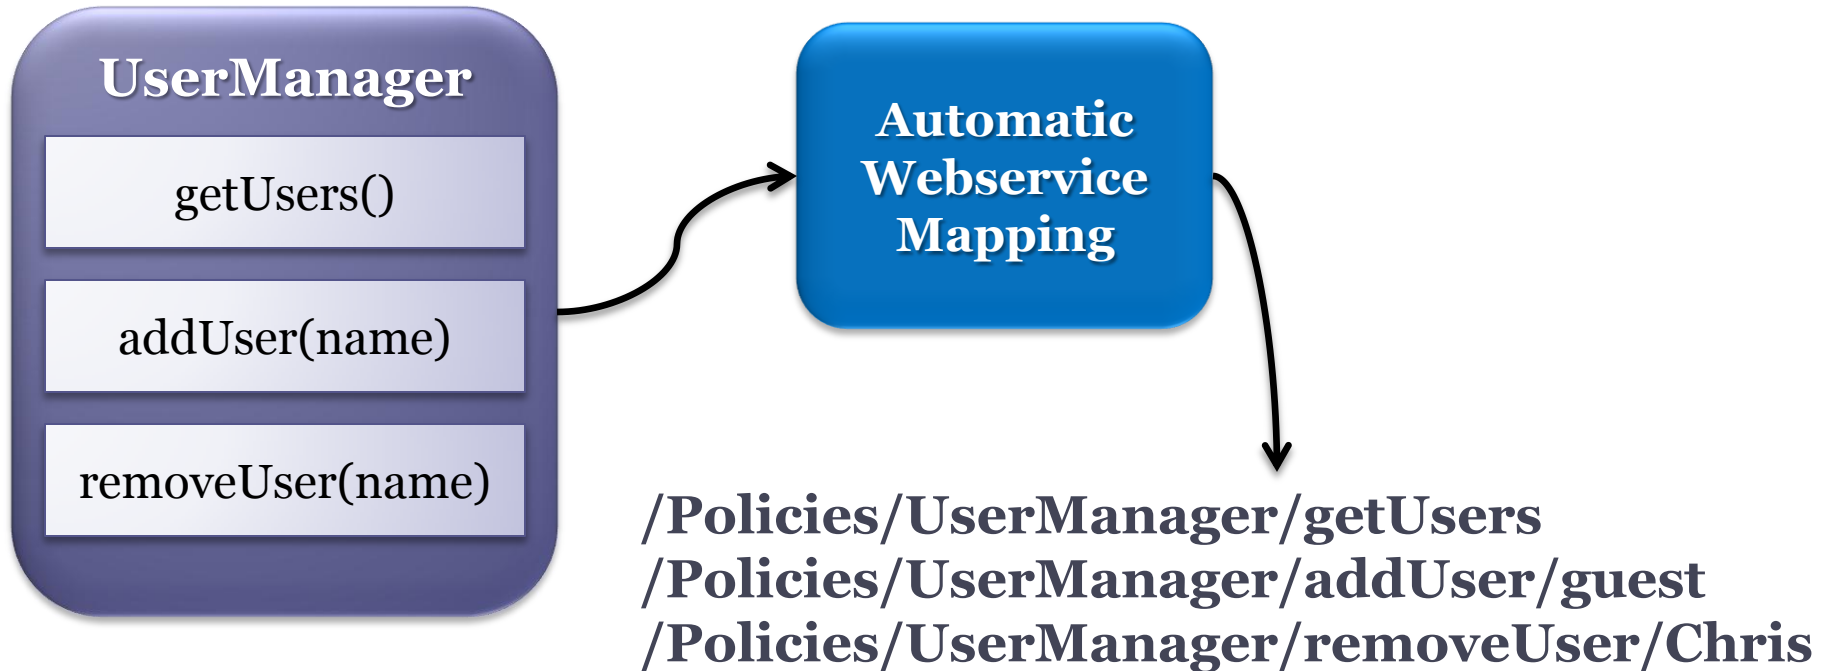 UserManager
getUsers()
addUser(name)
removeUser(name)
Automatic
Webservice
Mapping
/Policies/UserManager/getUsers
/Policies/UserManager/addUser/guest
/Policies/UserManager/removeUser/Chris